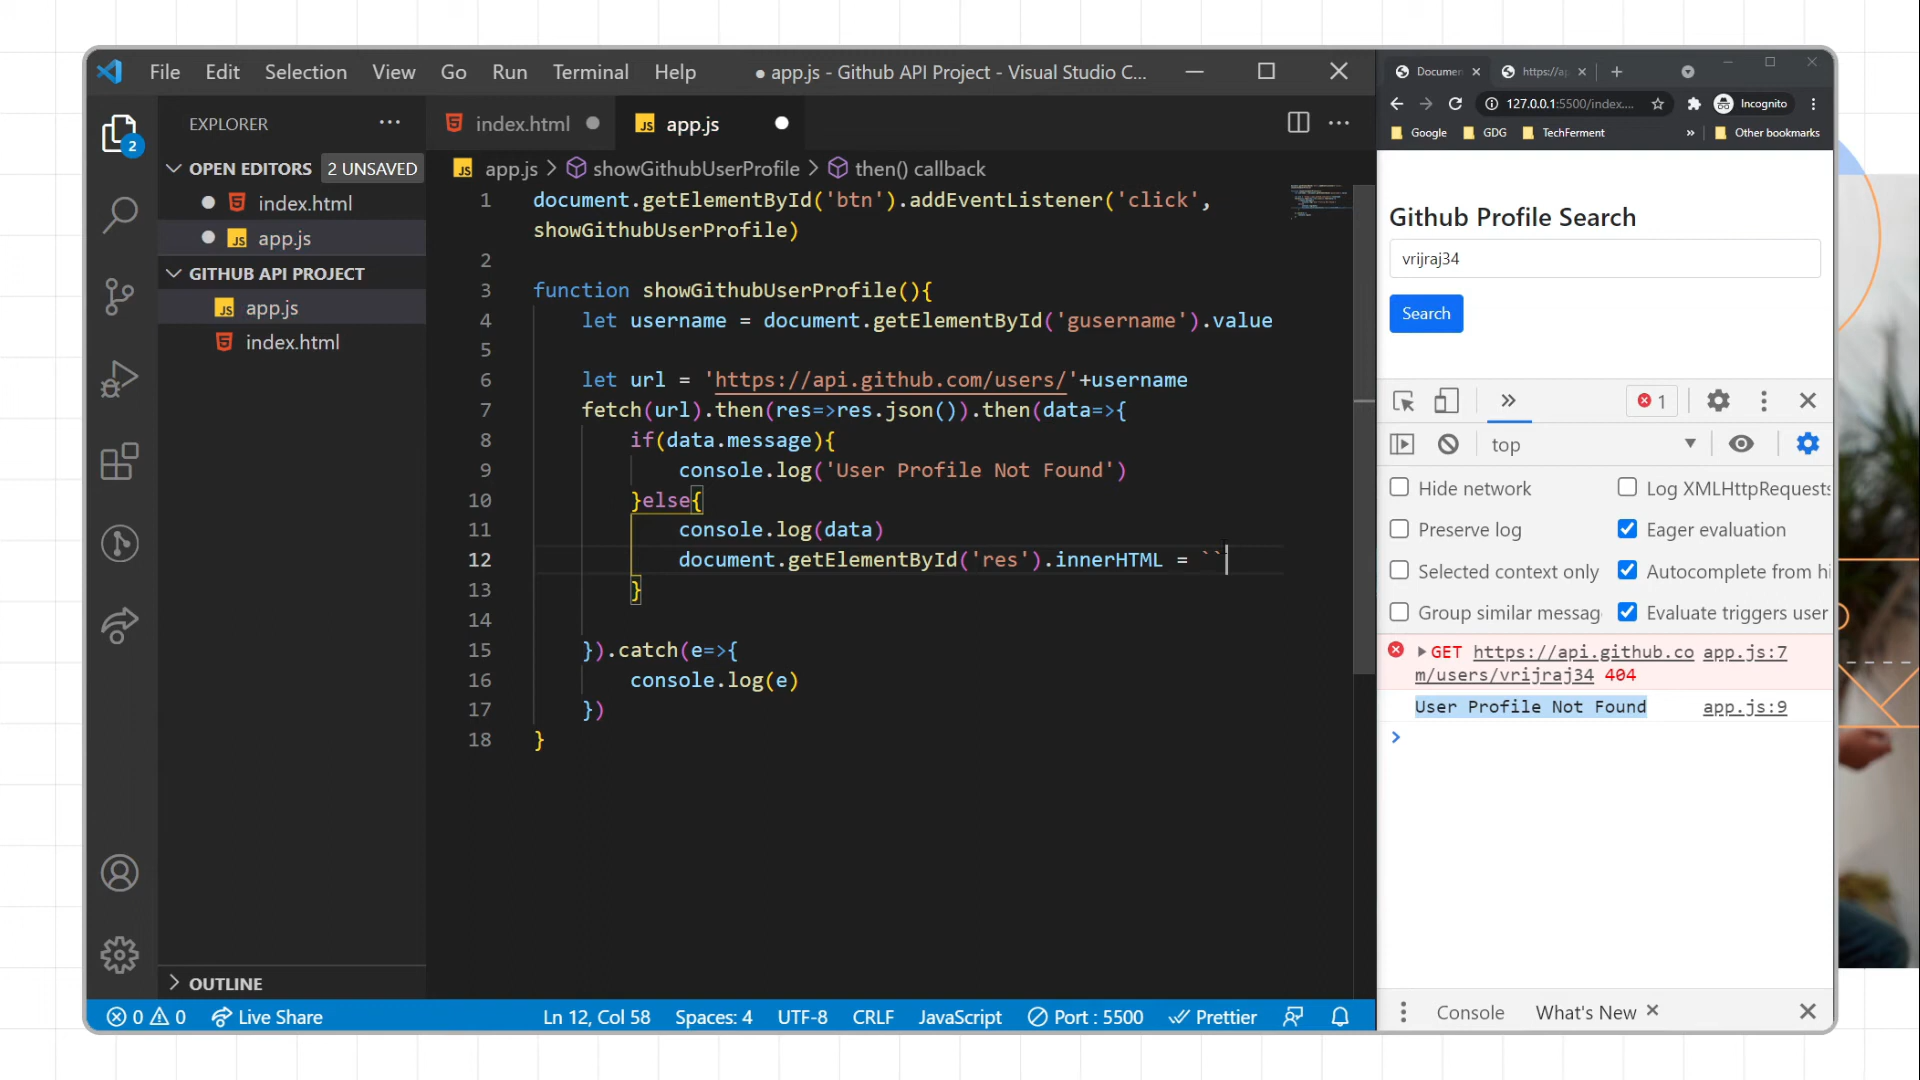 File Edit Selection View Go Run Terminal Help ● app.js - Github API Project - Visual Studio C...
EXPLORER
OPEN EDITORS 2 UNSAVED
index.html
app.js
GITHUB API PROJECT
app.js
index.html
OUTLINE
2
index.html
app.js
app.js > showGithubUserProfile > then() callback
1 document.getElementById('btn').addEventListener('click',
showGithubUserProfile)
2
3 function showGithubUserProfile(){
4 let username = document.getElementById('gusername').value
5
6 let url = 'https://api.github.com/users/'+username
7 fetch(url).then(res=>res.json()).then(data=>{
8 if(data.message){
9 console.log('User Profile Not Found')
10 }else{
11 console.log(data)
12 document.getElementById('res').innerHTML = ``
13 }
14
15 }).catch(e=>{
16 console.log(e)
17 })
18 }
0 0 Live Share Ln 12, Col 58 Spaces: 4 UTF-8 CRLF JavaScript Port : 5500 Prettier
Documen https://ap
127.0.0.1:5500/index.... Incognito
Google GDG TechFerment » Other bookmarks
Github Profile Search
vrijraj34
Search
» 1
top
Hide network Log XMLHttpRequests
Preserve log Eager evaluation
Selected context only Autocomplete from hi
Group similar messag Evaluate triggers user
GET https://api.github.co app.js:7
m/users/vrijraj34 404
User Profile Not Found app.js:9
>
Console What's New